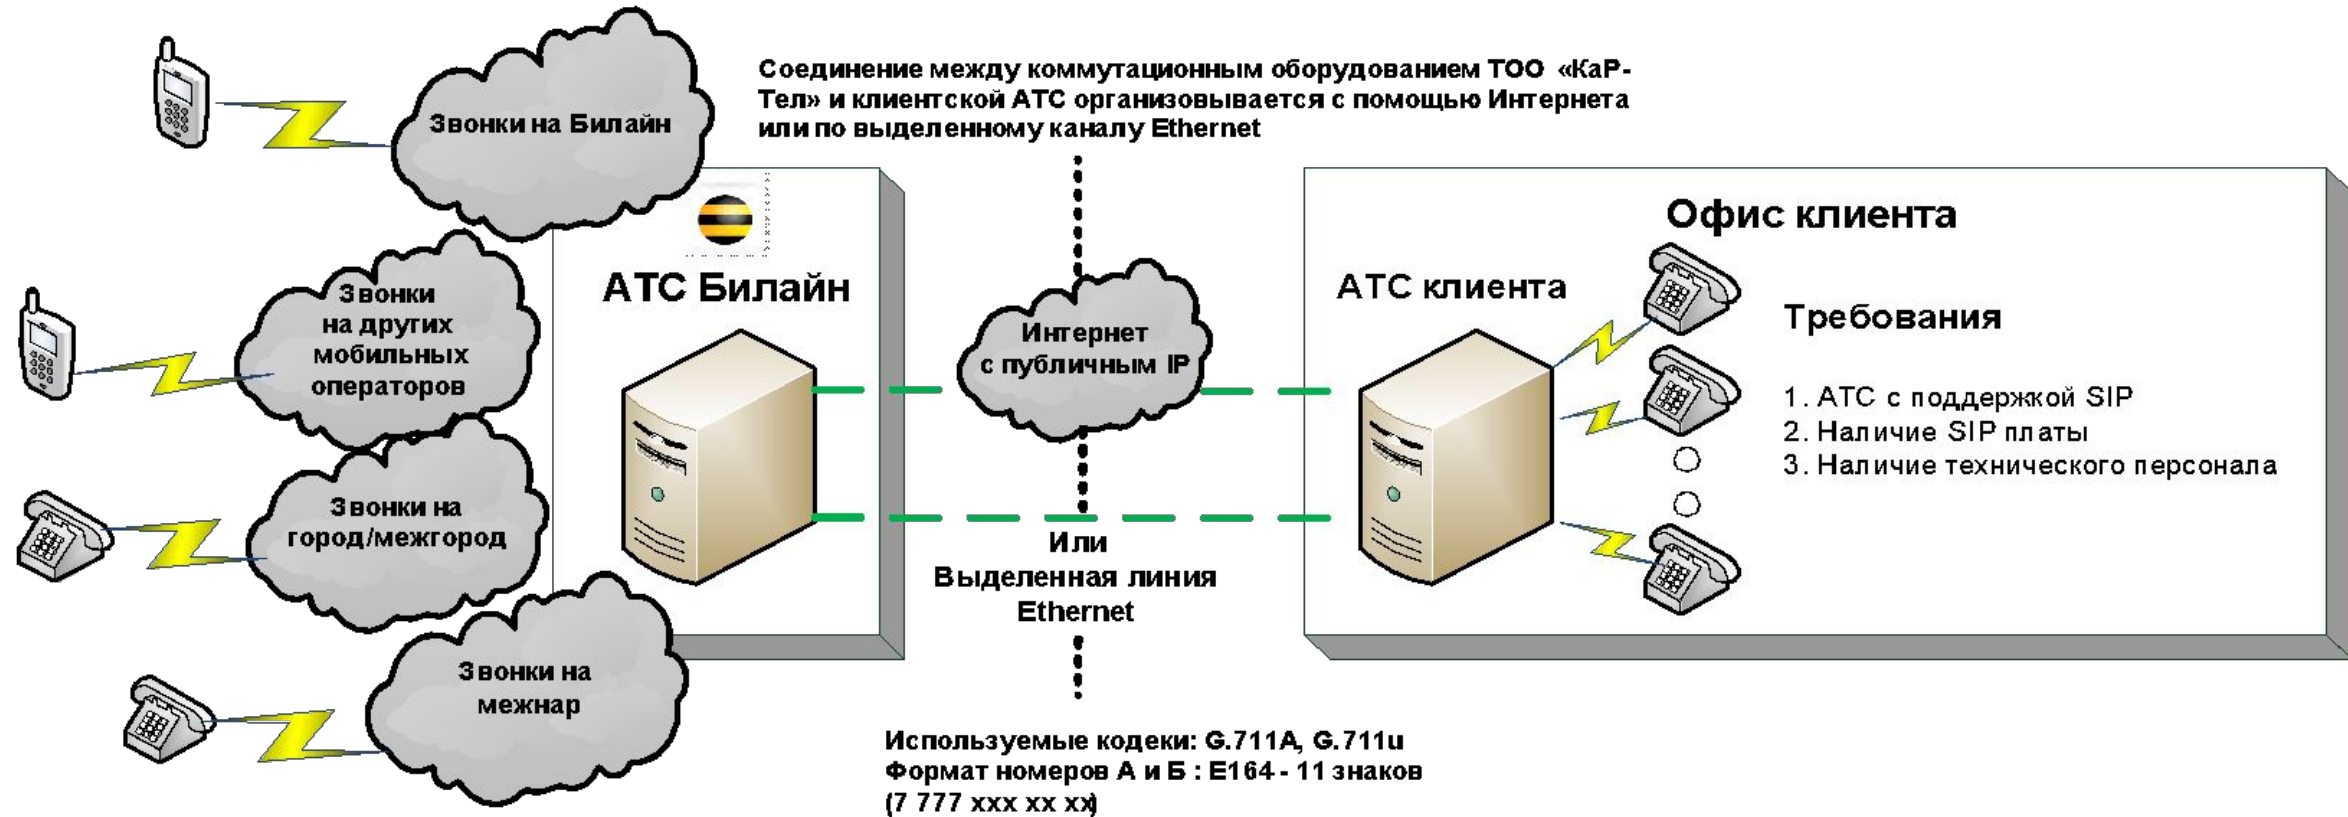 Соединение между коммутационным оборудованием ТОО «КаР-
Тел» и клиентской АТС организовывается с помощью Интернета
или по выделенному каналу Ethernet
Звонки на Билайн
Звонки
на других
мобильных
операторов
Звонки на
город/межгород
Звонки на
межнар
АТС Билайн
Интернет
с публичным IP
Или
Выделенная линия
Ethernet
Офис клиента
АТС клиента
Требования
1. АТС с поддержкой SIP
2. Наличие SIP платы
3. Наличие технического персонала
Используемые кодеки: G.711A, G.711u
Формат номеров А и Б : Е164 - 11 знаков
(7 777 xxx xx xx)